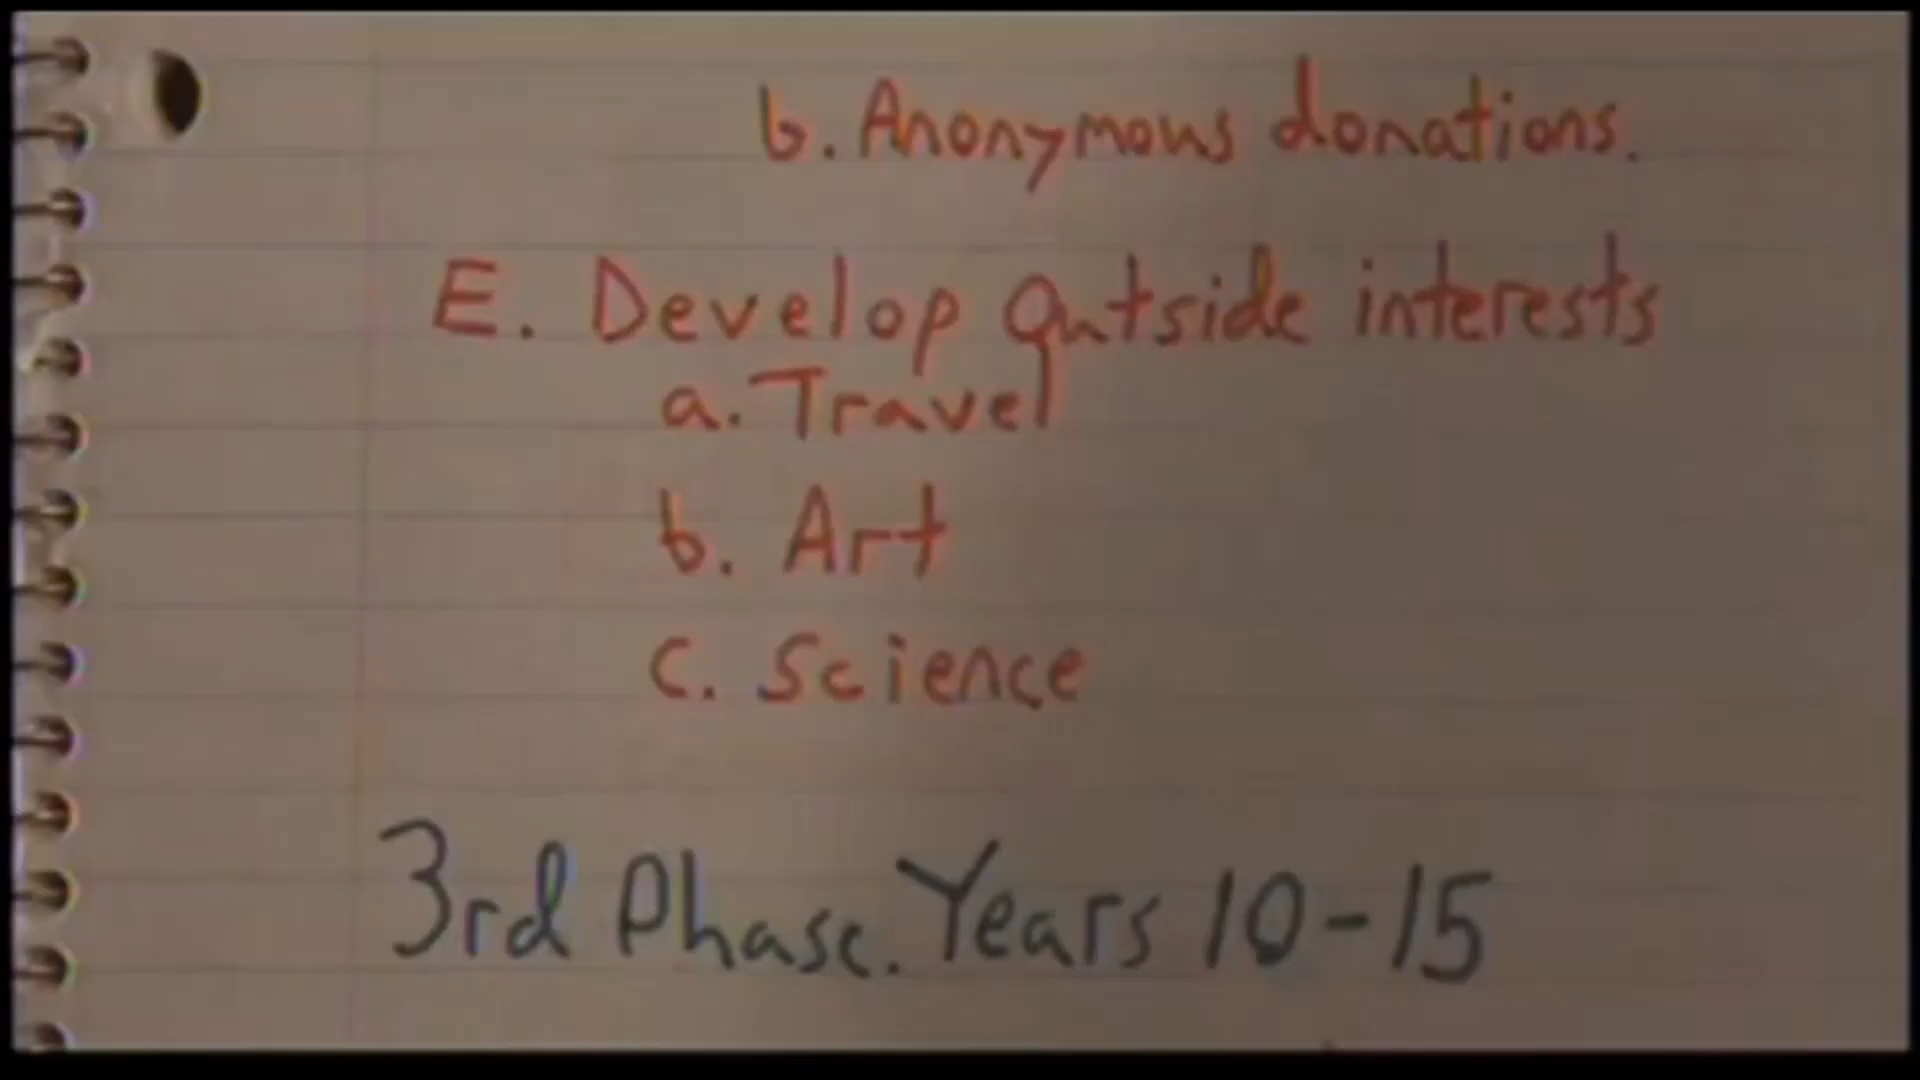 b. Anonymous donations.
E. Develop Outside interests
a. Travel
b. Art
c. Science
3rd Phase. Years 10-15